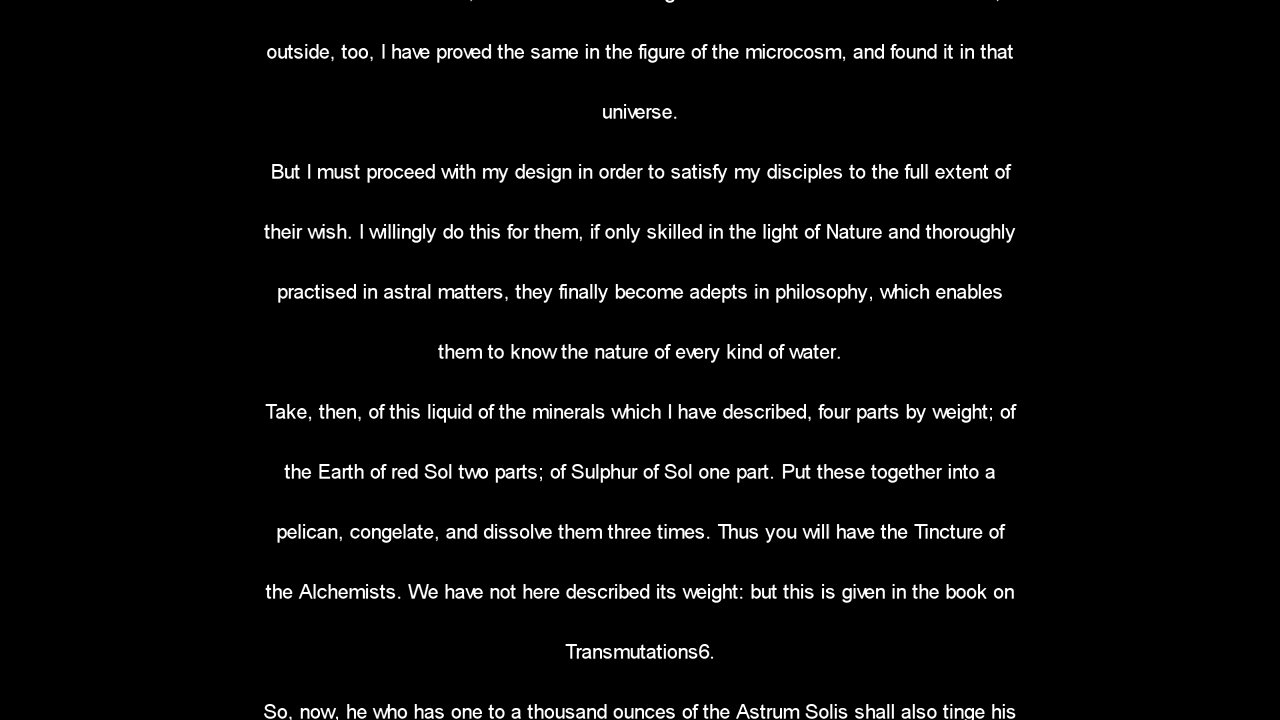 outside, too, I have proved the same in the figure of the microcosm, and found it in that
universe.
But I must proceed with my design in order to satisfy my disciples to the full extent of
their wish. I willingly do this for them, if only skilled in the light of Nature and thoroughly
practised in astral matters, they finally become adepts in philosophy, which enables
them to know the nature of every kind of water.
Take, then, of this liquid of the minerals which I have described, four parts by weight; of
the Earth of red Sol two parts; of Sulphur of Sol one part. Put these together into a
pelican, congelate, and dissolve them three times. Thus you will have the Tincture of
the Alchemists. We have not here described its weight: but this is given in the book on
Transmutations6.
So, now, he who has one to a thousand ounces of the Astrum Solis shall also tinge his